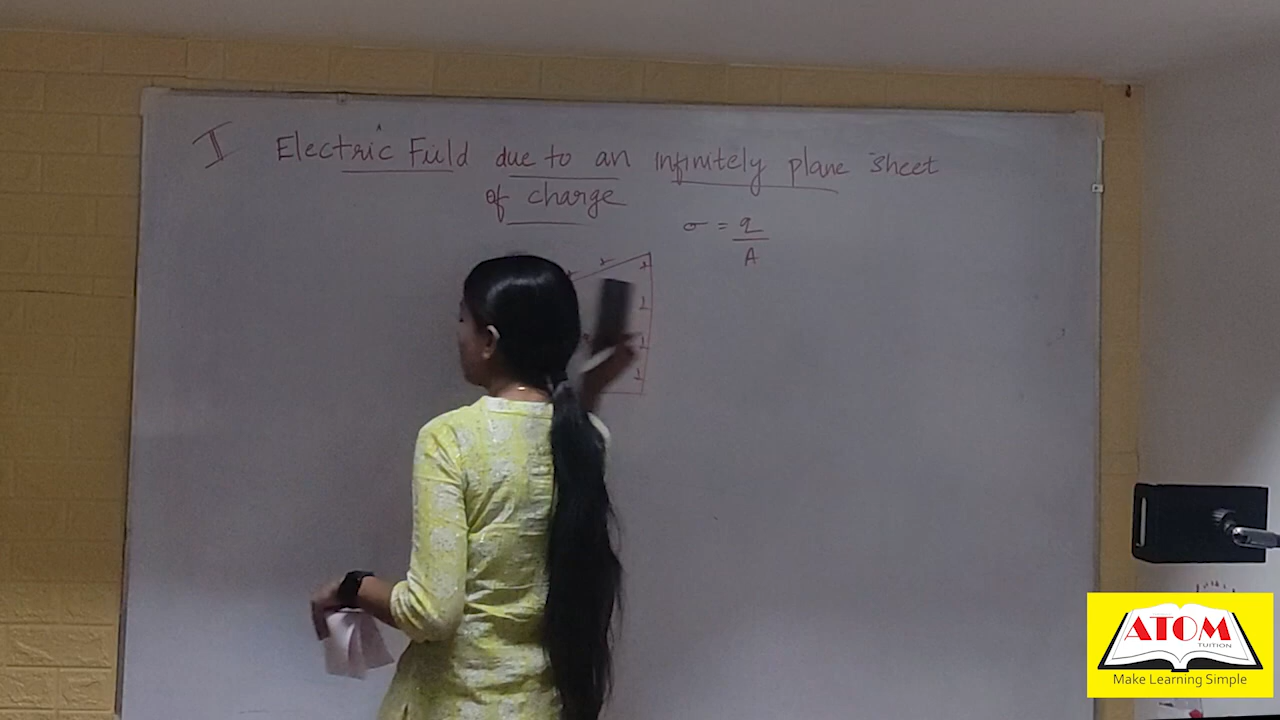 I Electric Field due to an infinitely plane sheet
of charge
σ = q
A
ATOM
TUITION
Make Learning Simple